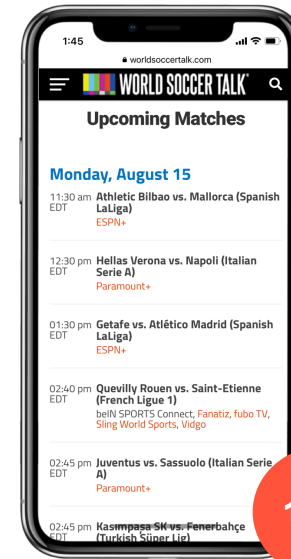 1:45
worldsoccertalk.com
WORLD SOCCER TALK
Upcoming Matches
Monday, August 15
11:30 am Athletic Bilbao vs. Mallorca (Spanish
EDT LaLiga)
ESPN+
12:30 pm Hellas Verona vs. Napoli (Italian
EDT Serie A)
Paramount+
01:30 pm Getafe vs. Atlético Madrid (Spanish
EDT LaLiga)
ESPN+
02:40 pm Quevilly Rouen vs. Saint-Etienne
EDT (French Ligue 1)
beIN SPORTS Connect, Fanatiz, fubo TV,
Sling World Sports, Vidgo
02:45 pm Juventus vs. Sassuolo (Italian Serie
EDT A)
Paramount+
02:45 pm Kasımpaşa SK vs. Fenerbahçe
EDT (Turkish Süper Lig)